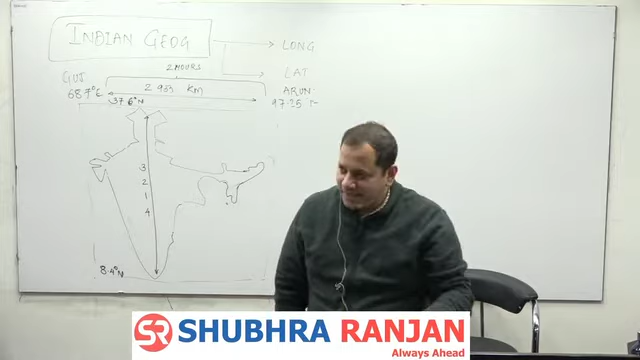 INDIAN GEOG
LONG
LAT
2 HOURS
GUJ
68.7°E
2 933 KM
ARUN.
97.25
37.6°N
3
2
1
4
8.4°N
SR SHUBHRA RANJAN
Always Ahead